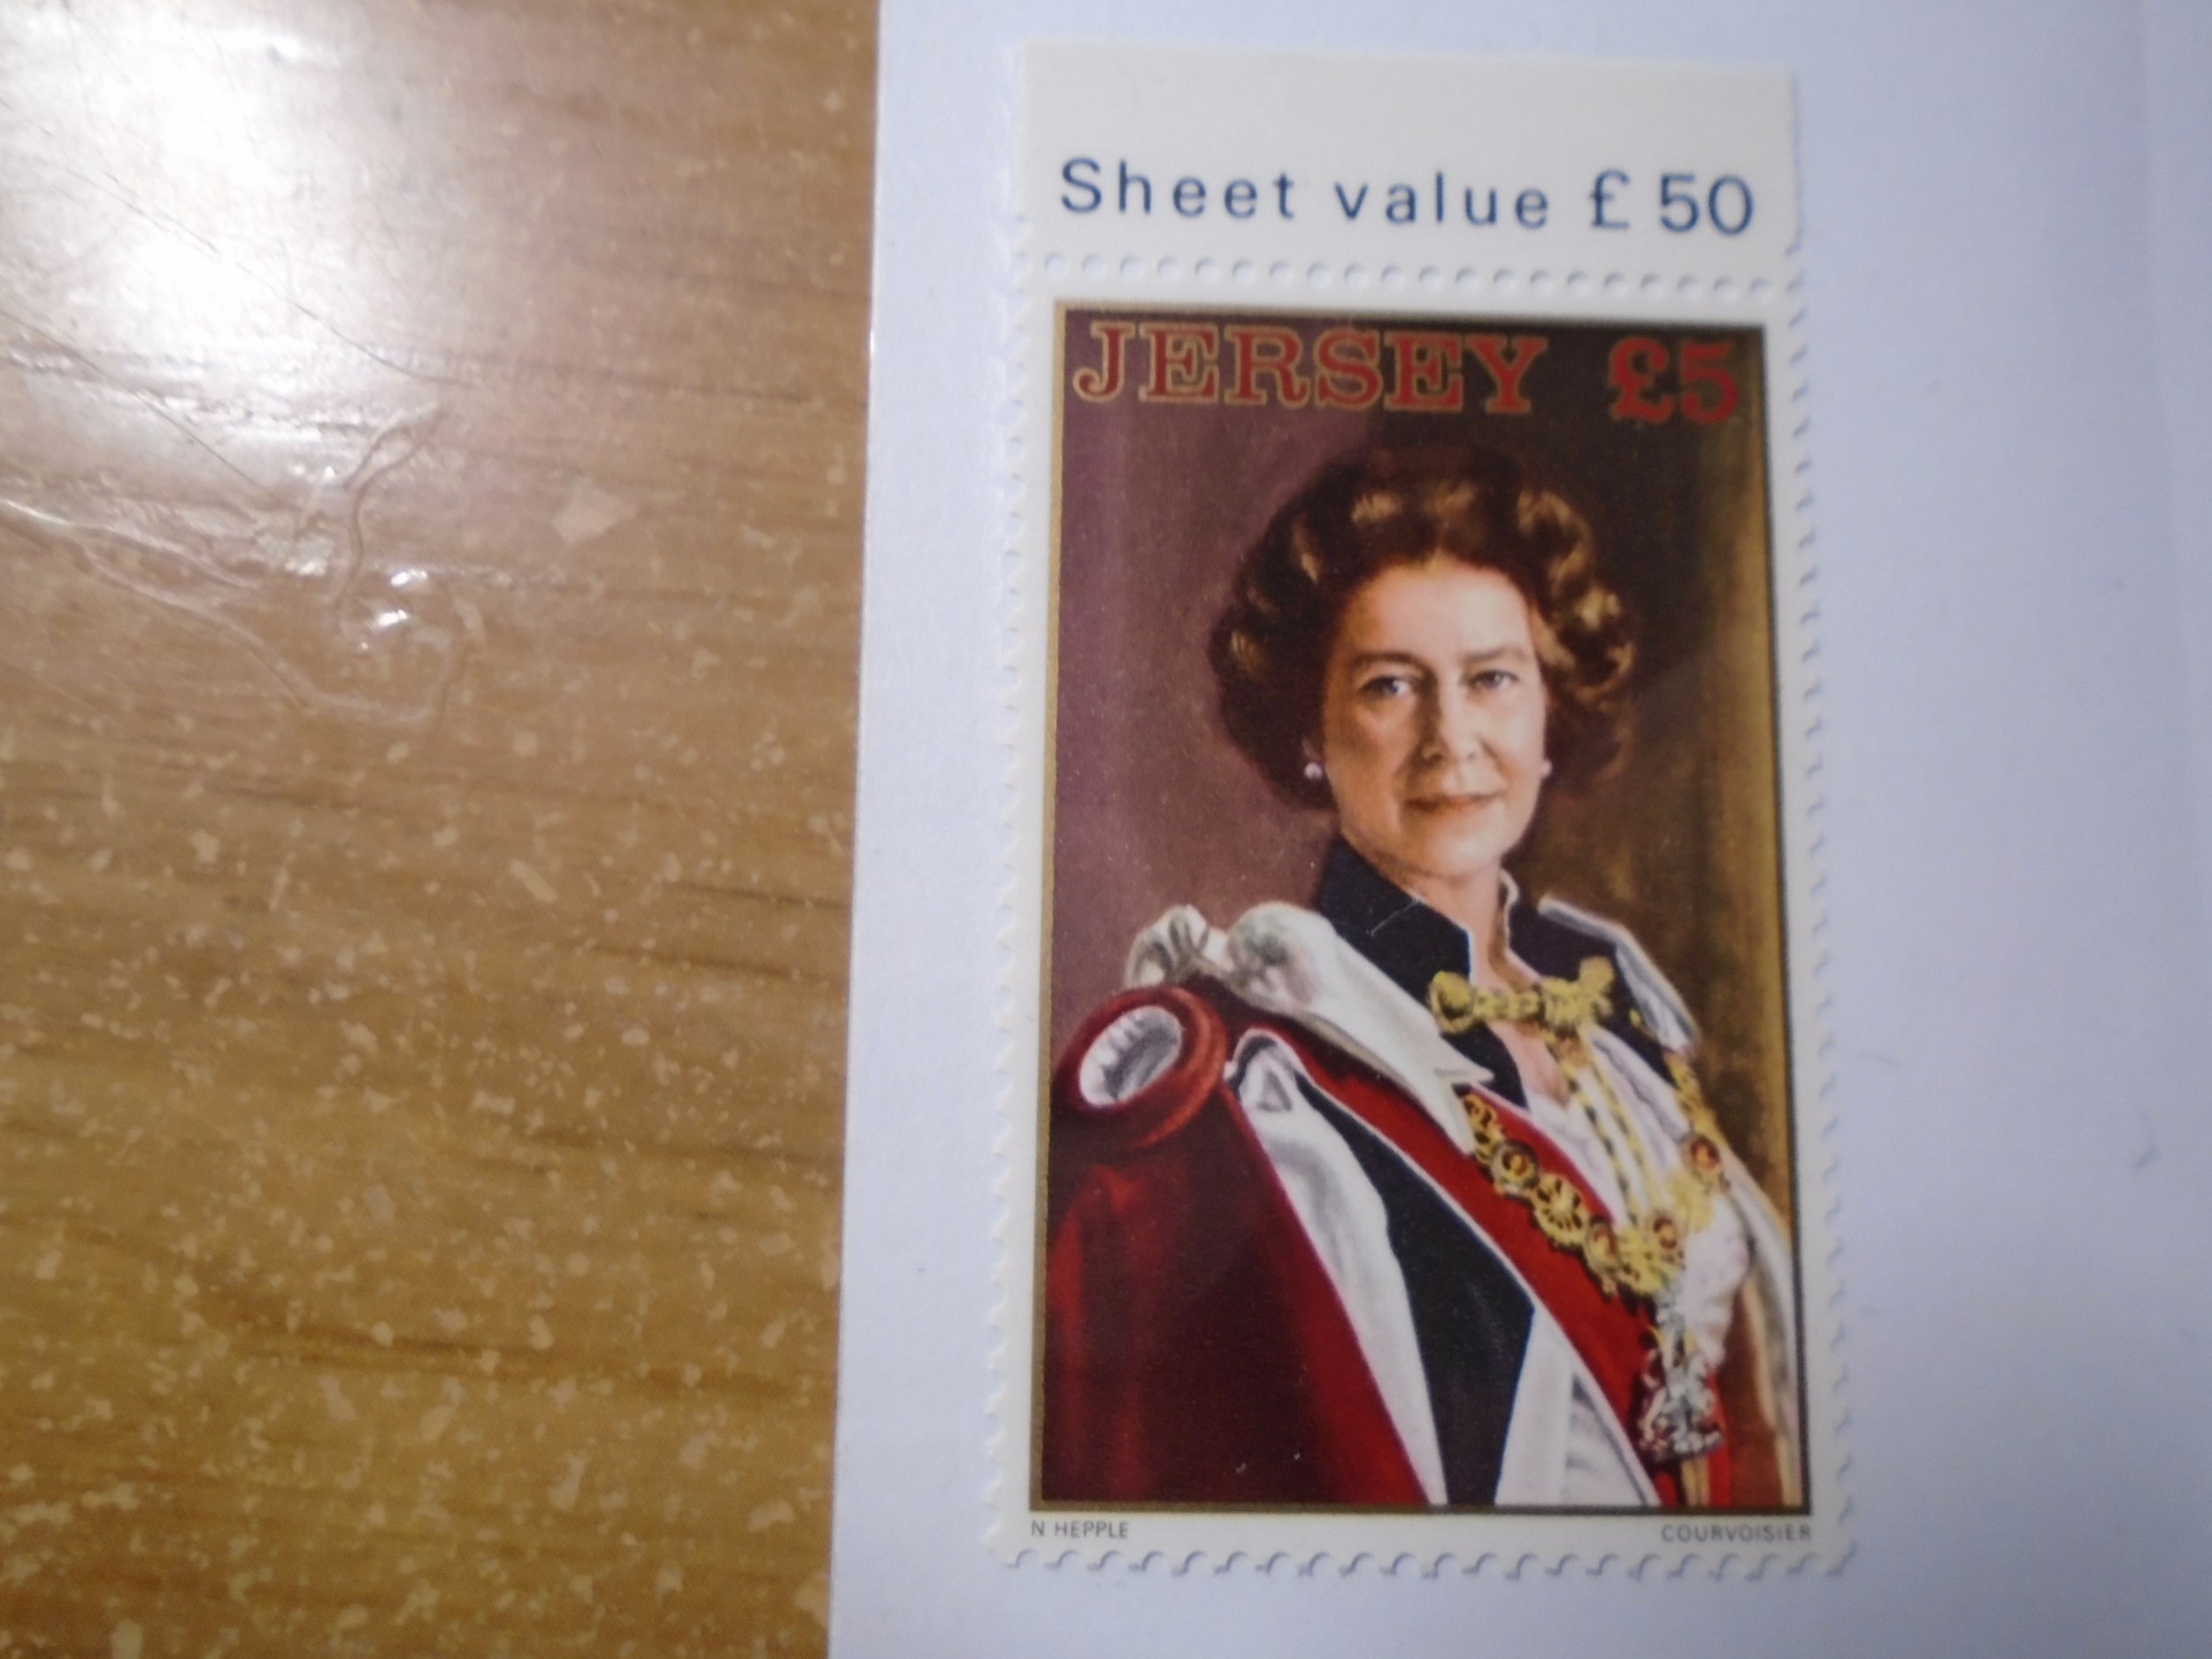 Sheet value £50
JERSEY £5
N HEPPLE
COURVOISIER